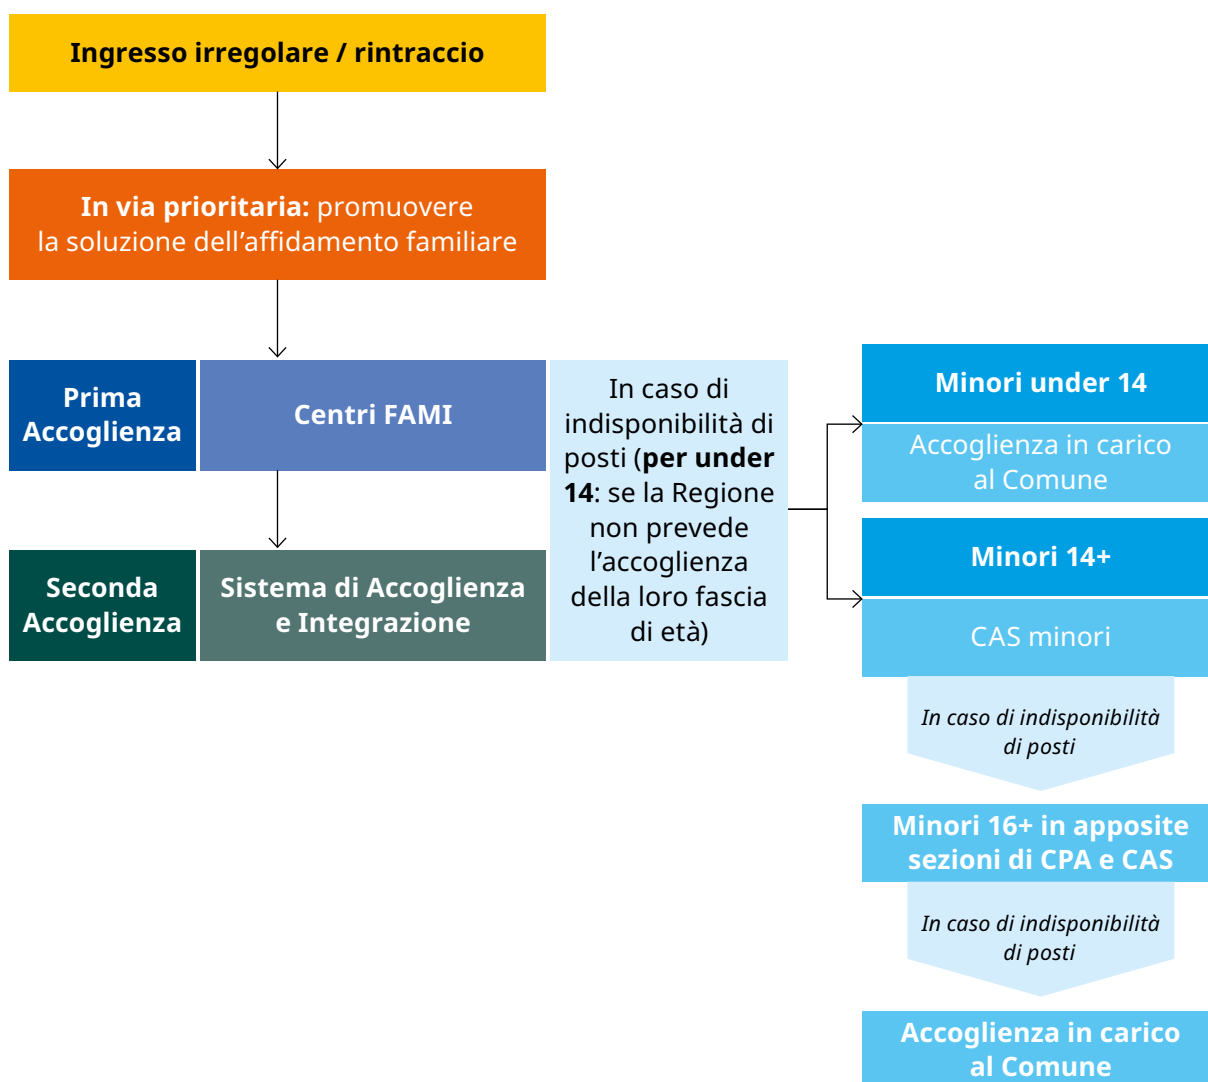 Ingresso irregolare / rintraccio
In via prioritaria: promuovere
la soluzione dell’affidamento familiare
Prima
Accoglienza
Centri FAMI
Seconda
Accoglienza
Sistema di Accoglienza
e Integrazione
In caso di
indisponibilità di
posti (per under
14: se la Regione
non prevede
l’accoglienza
della loro fascia
di età)
Minori under 14
Accoglienza in carico
al Comune
Minori 14+
CAS minori
In caso di indisponibilità
di posti
Minori 16+ in apposite
sezioni di CPA e CAS
In caso di indisponibilità
di posti
Accoglienza in carico
al Comune